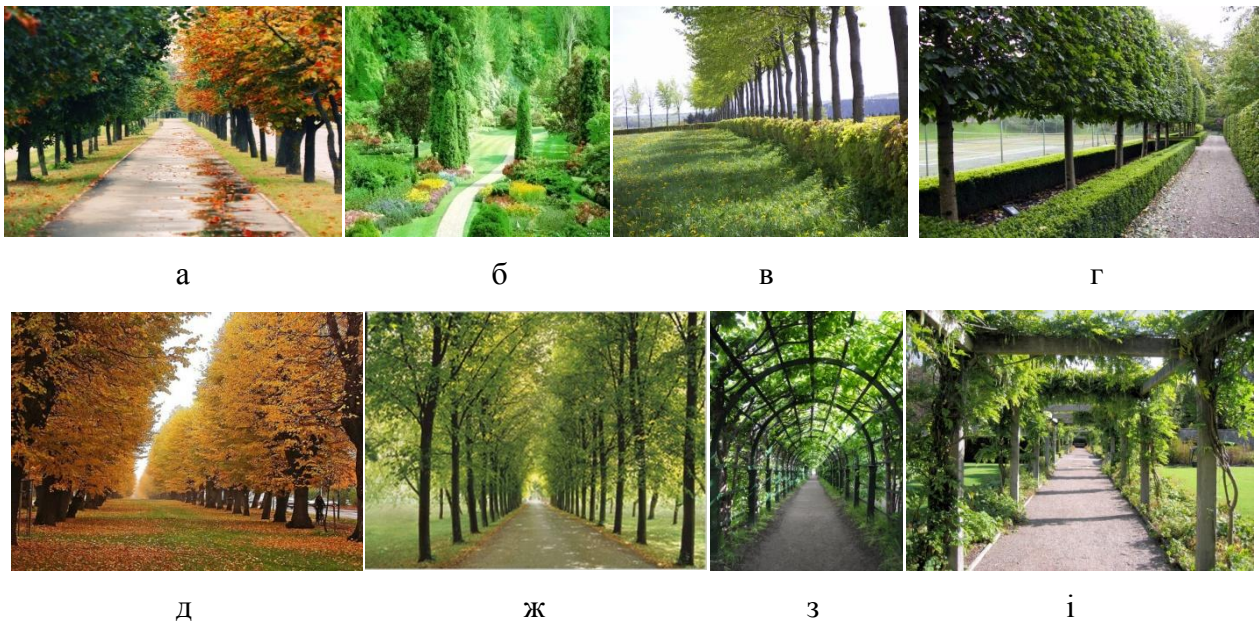 а б в г
д ж з і